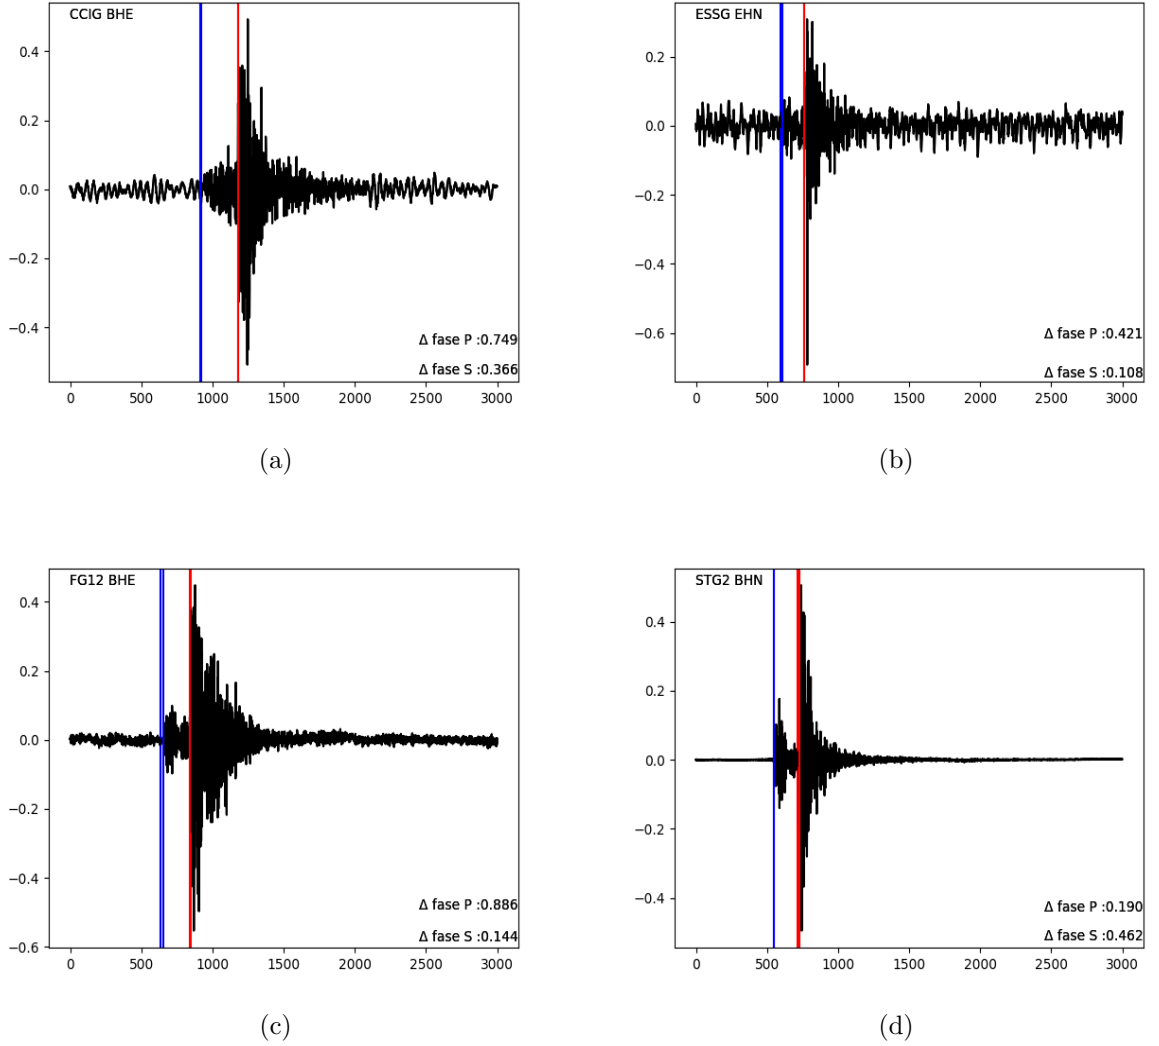 CCIG BHE
0.4
0.2
0.0
−0.2
−0.4
Δ fase P :0.749
Δ fase S :0.366
0 500 1000 1500 2000 2500 3000
(a)
ESSG EHN
0.2
0.0
−0.2
−0.4
−0.6
Δ fase P :0.421
Δ fase S :0.108
0 500 1000 1500 2000 2500 3000
(b)
FG12 BHE
0.4
0.2
0.0
−0.2
−0.4
−0.6
Δ fase P :0.886
Δ fase S :0.144
0 500 1000 1500 2000 2500 3000
(c)
STG2 BHN
0.4
0.2
0.0
−0.2
−0.4
Δ fase P :0.190
Δ fase S :0.462
0 500 1000 1500 2000 2500 3000
(d)